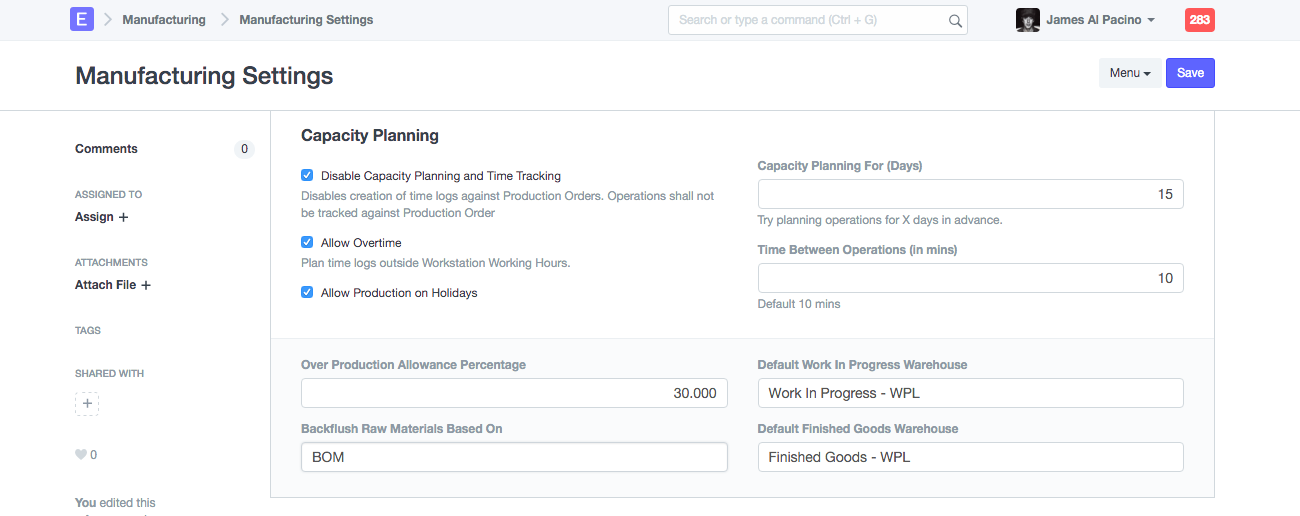 E Manufacturing Manufacturing Settings Search or type a command (Ctrl + G) James Al Pacino 283
Manufacturing Settings Menu Save
Comments 0
ASSIGNED TO
Assign +
ATTACHMENTS
Attach File +
TAGS
SHARED WITH
+
0
You edited this
Capacity Planning
Disable Capacity Planning and Time Tracking
Disables creation of time logs against Production Orders. Operations shall not
be tracked against Production Order
Allow Overtime
Plan time logs outside Workstation Working Hours.
Allow Production on Holidays
Capacity Planning For (Days)
15
Try planning operations for X days in advance.
Time Between Operations (in mins)
10
Default 10 mins
Over Production Allowance Percentage
30.000
Backflush Raw Materials Based On
BOM
Default Work In Progress Warehouse
Work In Progress - WPL
Default Finished Goods Warehouse
Finished Goods - WPL